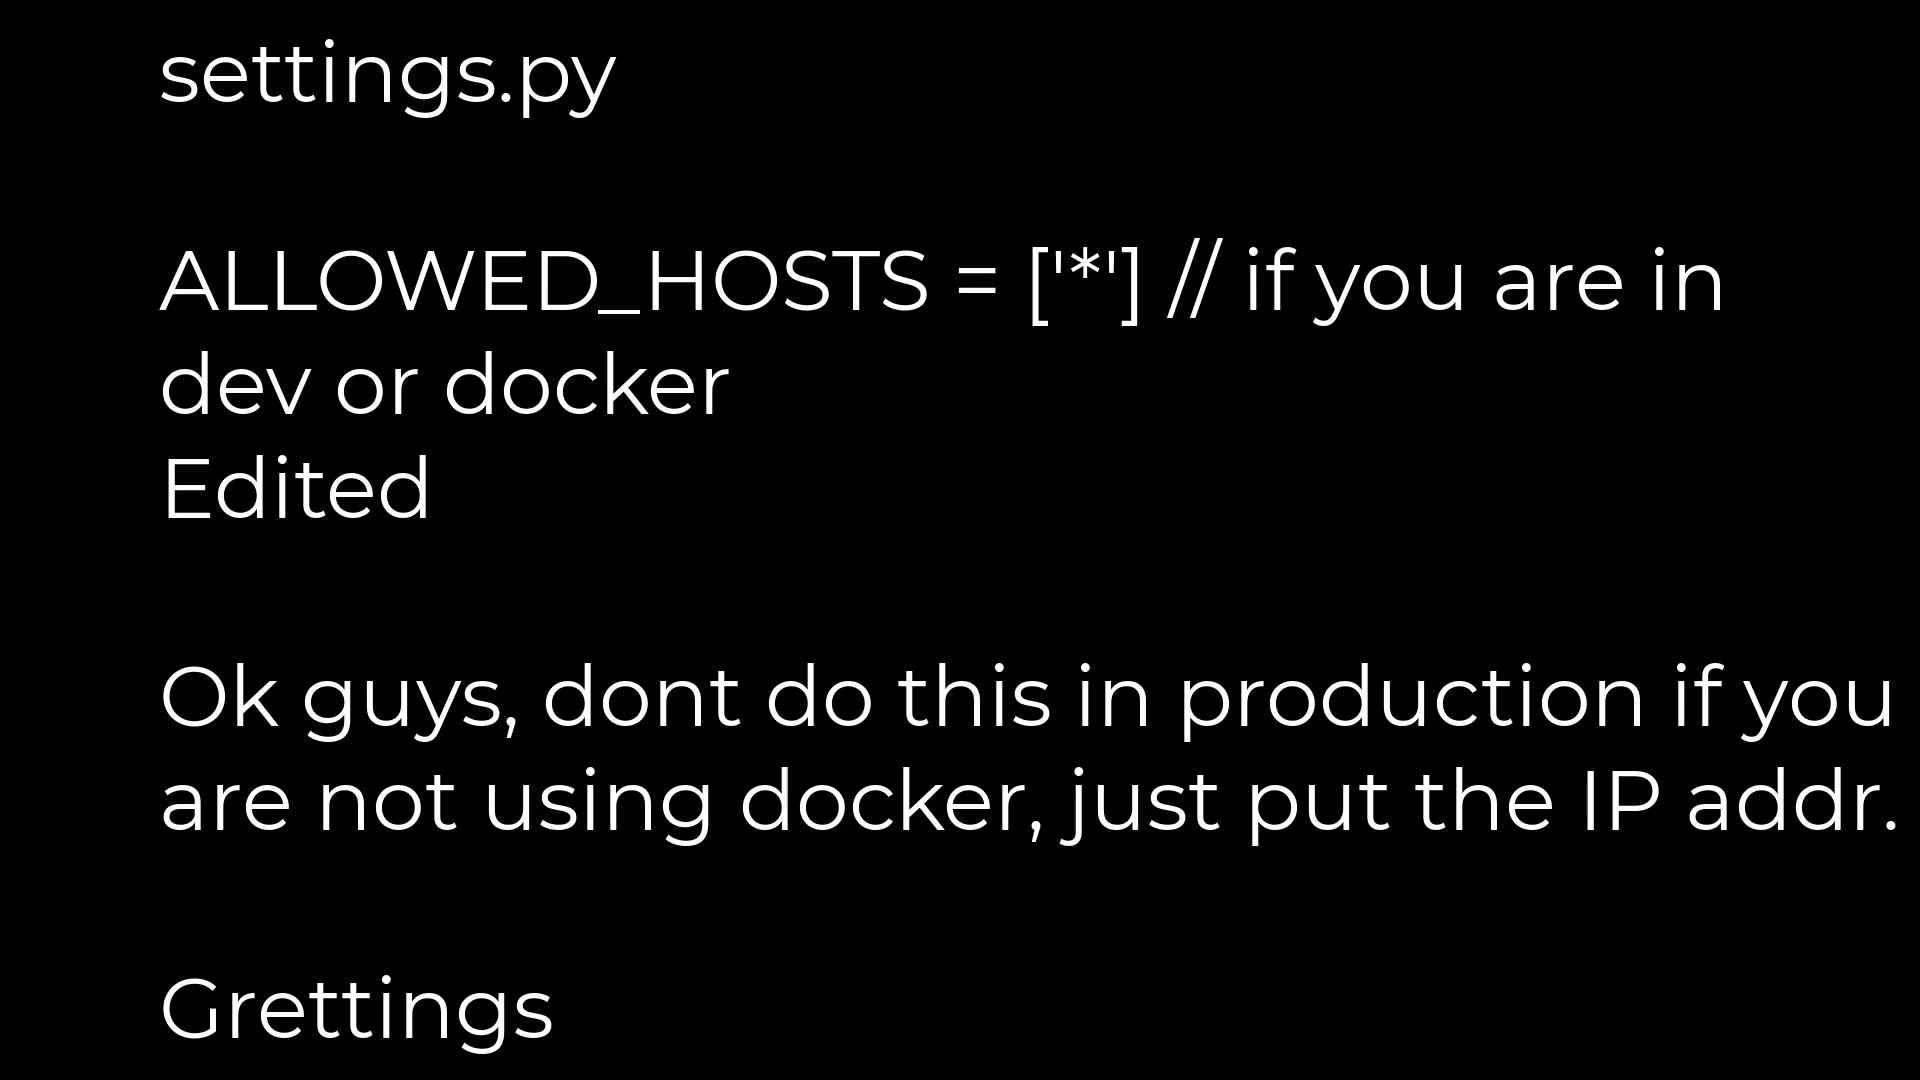 settings.py
ALLOWED_HOSTS = ['*'] // if you are in
dev or docker
Edited
Ok guys, dont do this in production if you
are not using docker, just put the IP addr.
Grettings